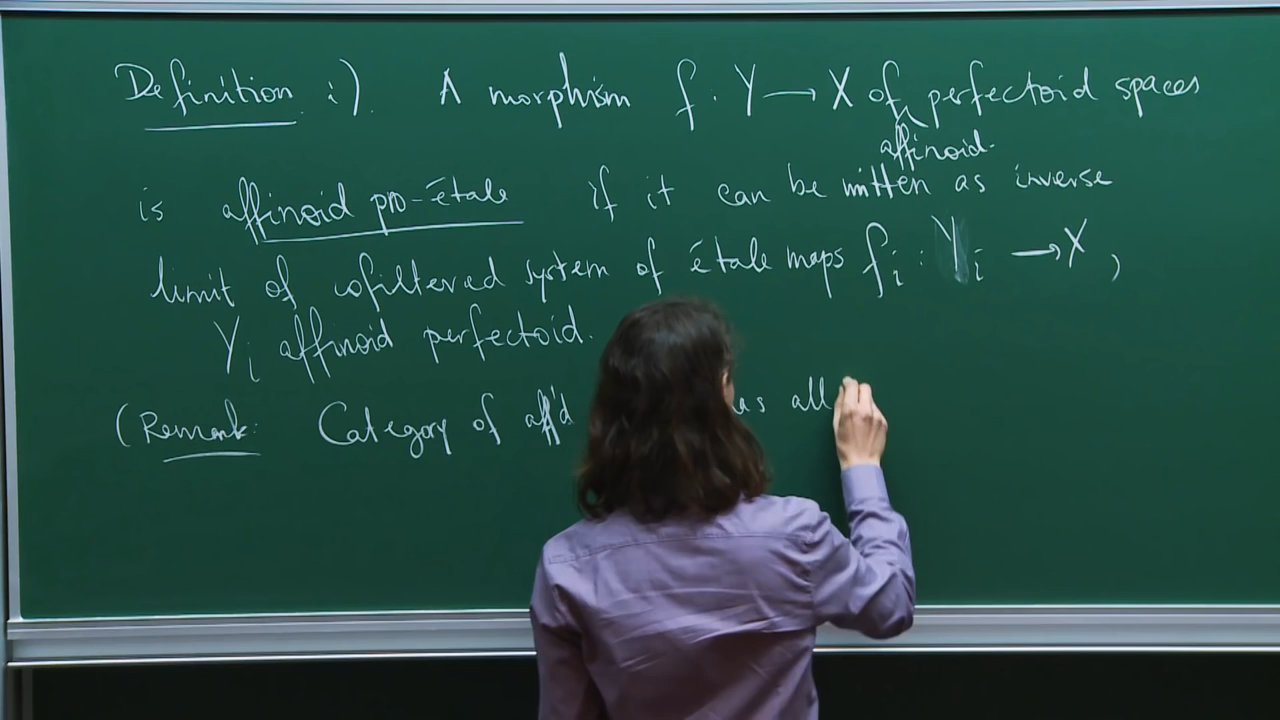 Definition i). A morphism f: Y → X of perfectoid spaces
affinoid
is affinoid pro-étale if it can be written as inverse
limit of cofiltered system of étale maps f_i : Y_i → X,
Y_i affinoid perfectoid.
(Remark: Category of aff'd as all